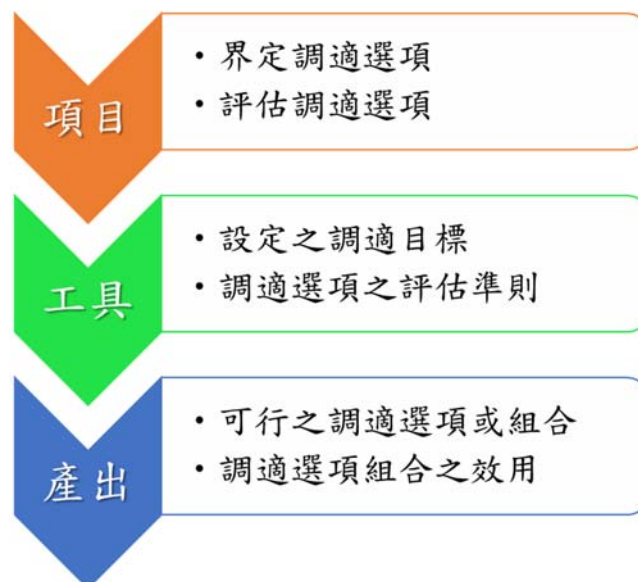 項目
• 界定調適選項
• 評估調適選項
工具
• 設定之調適目標
• 調適選項之評估準則
產出
• 可行之調適選項或組合
• 調適選項組合之效用